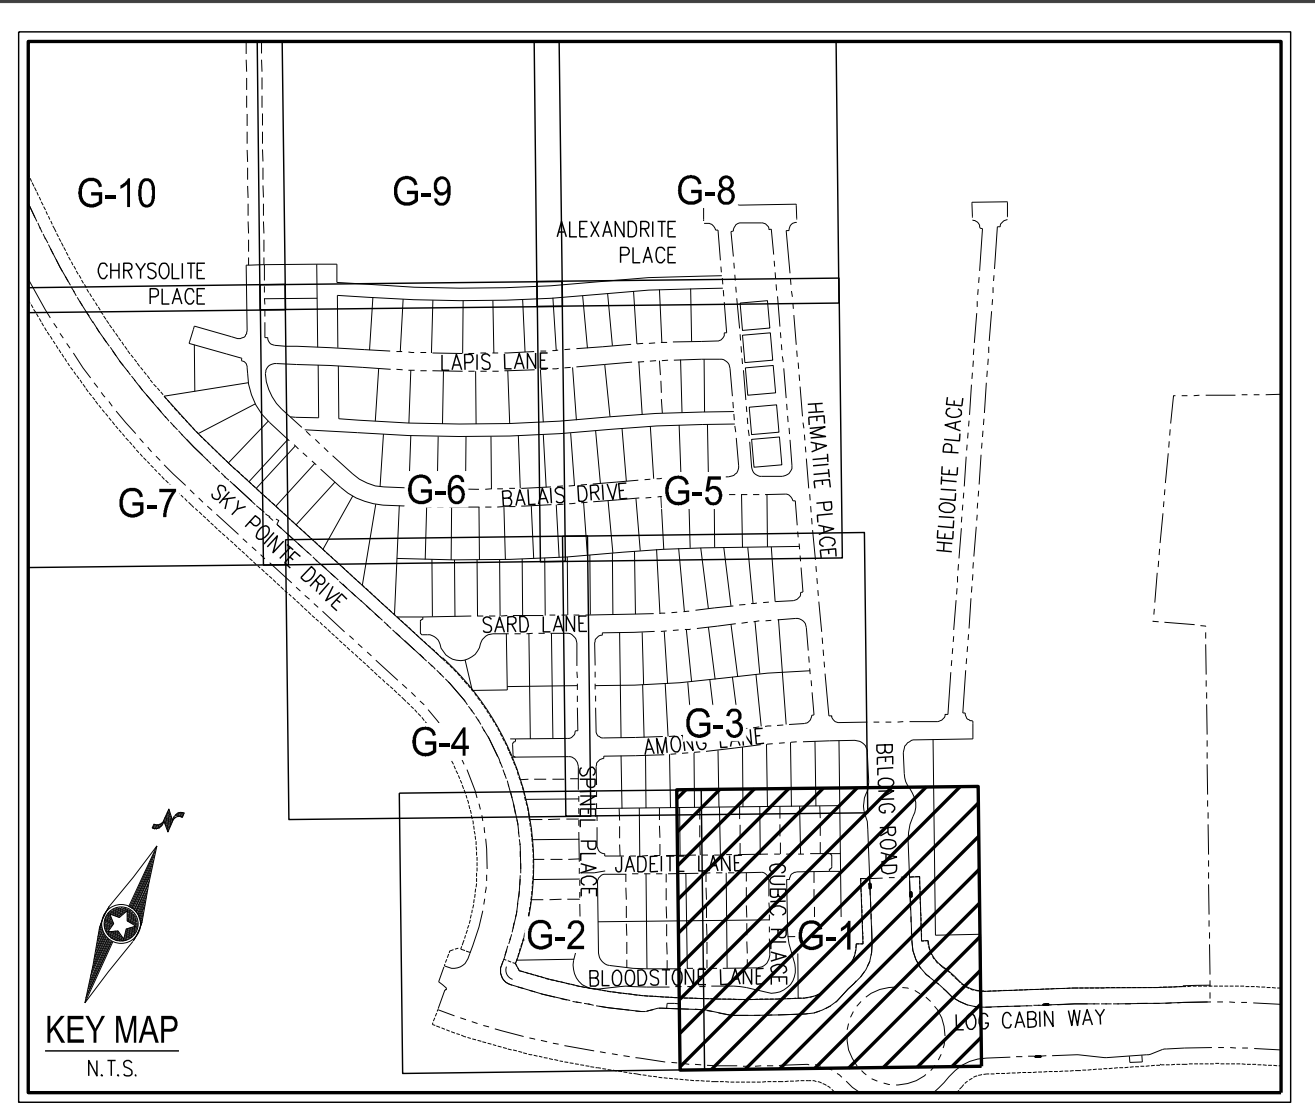 G-10
G-9
G-8
ALEXANDRITE
PLACE
CHRYSOLITE
PLACE
LAPIS LANE
HEMATITE PLACE
HELIOLITE PLACE
G-7
G-6
BALAIS DRIVE
G-5
SKY POINTE DRIVE
SARD LANE
G-4
G-3
AMONG LANE
SPINEL PLACE
BELONG ROAD
N
JADEITE LANE
CUBIC PLACE
G-2
G-1
BLOODSTONE LANE
LOG CABIN WAY
KEY MAP
N.T.S.